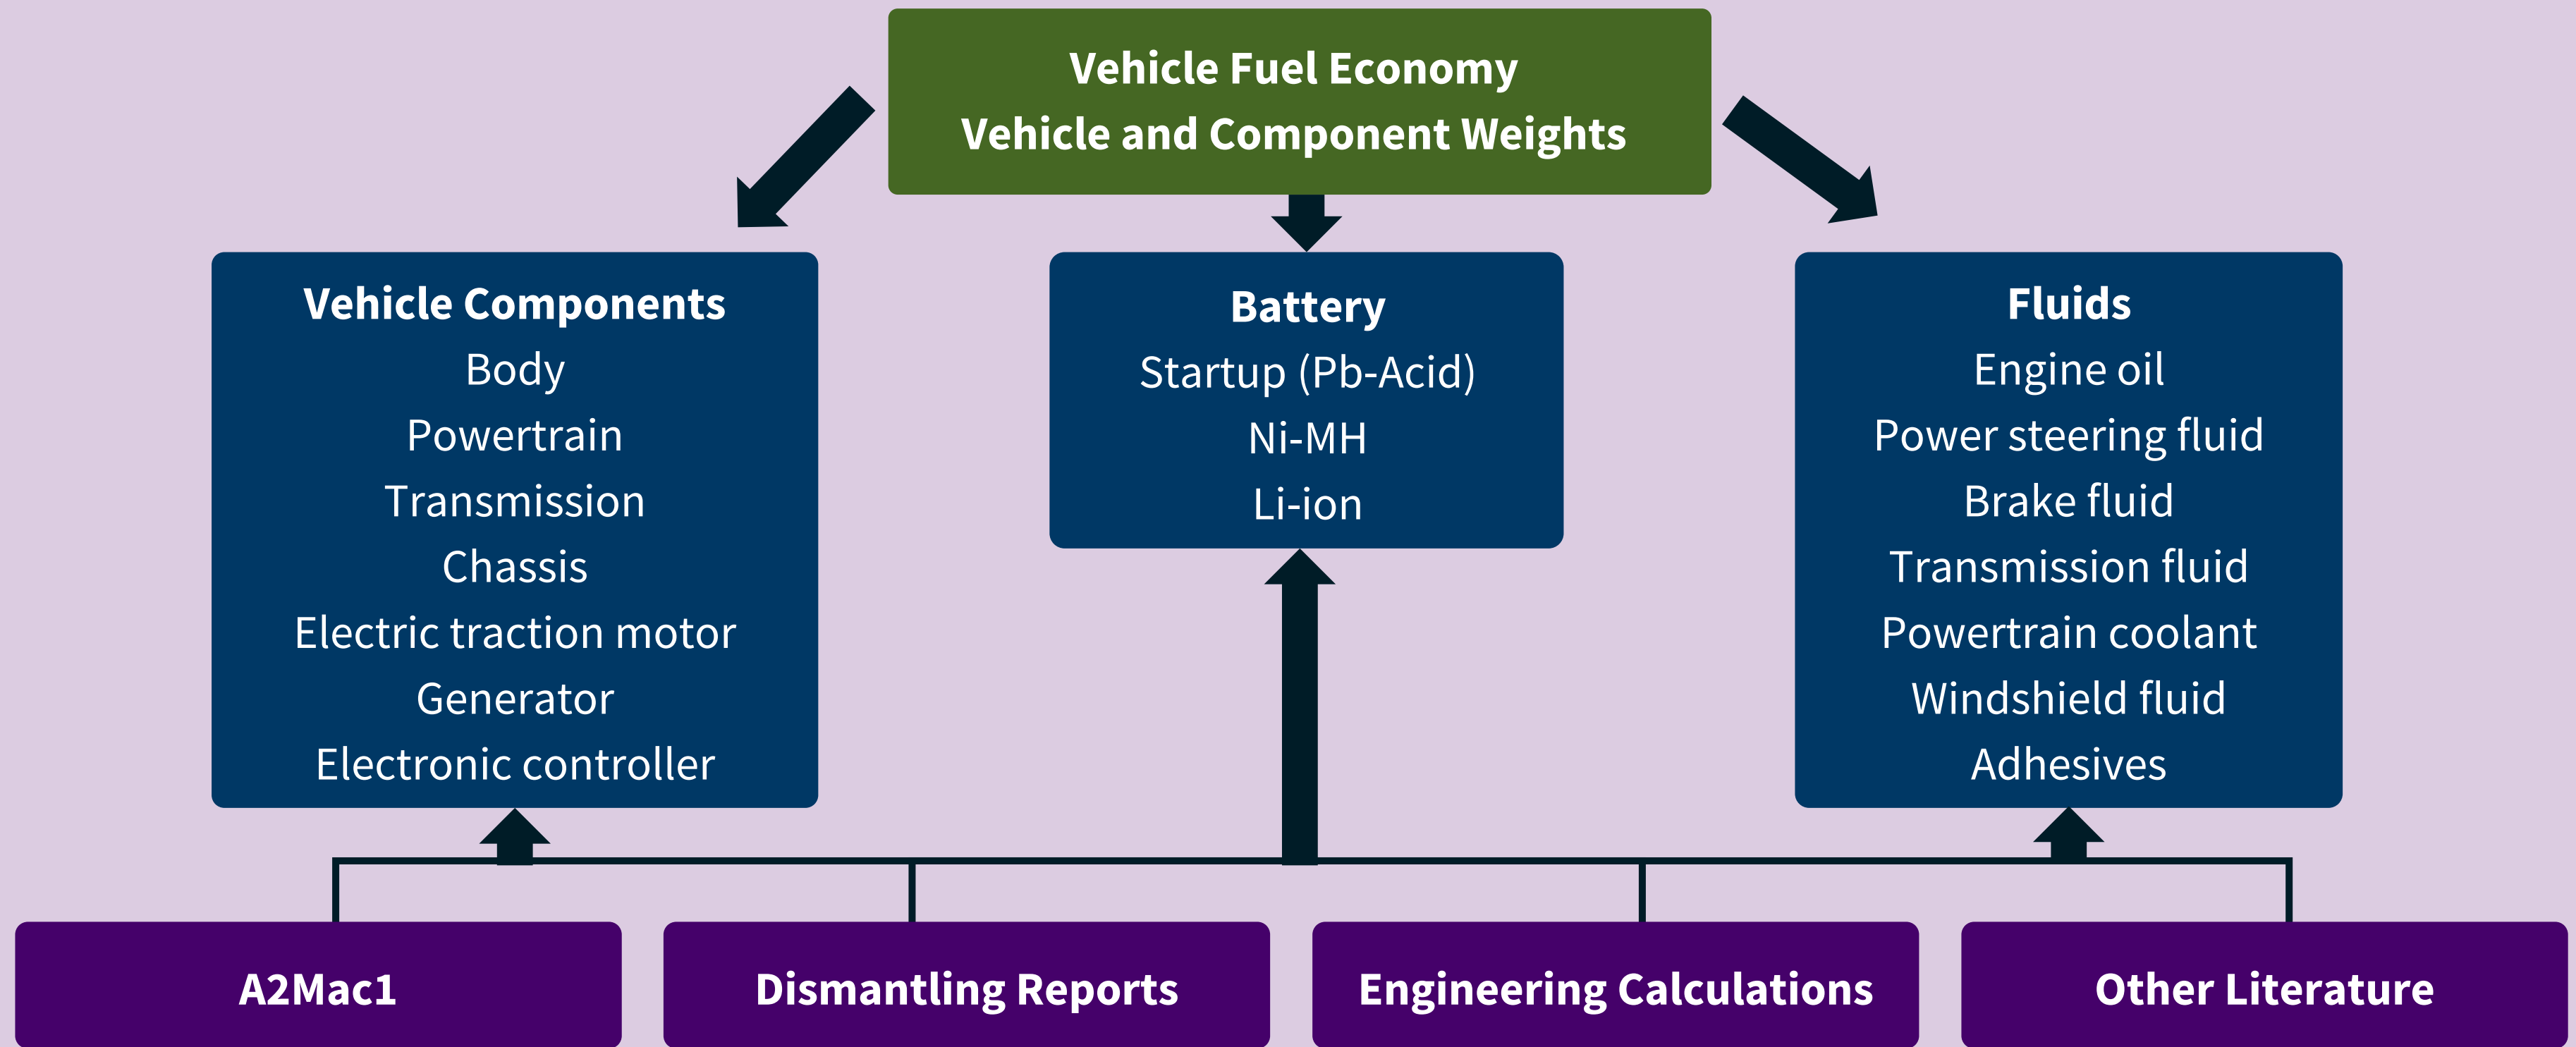 Vehicle Fuel Economy
Vehicle and Component Weights
Vehicle Components
Body
Powertrain
Transmission
Chassis
Electric traction motor
Generator
Electronic controller
Battery
Startup (Pb-Acid)
Ni-MH
Li-ion
Fluids
Engine oil
Power steering fluid
Brake fluid
Transmission fluid
Powertrain coolant
Windshield fluid
Adhesives
A2Mac1
Dismantling Reports
Engineering Calculations
Other Literature